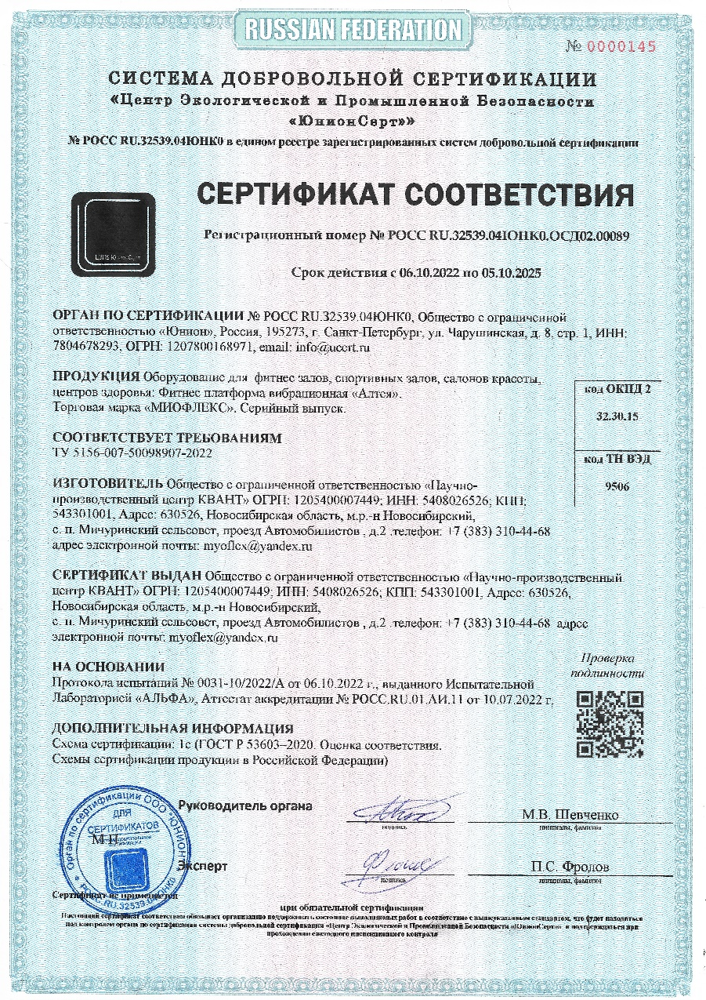 RUSSIAN FEDERATION
№ 0000145
СИСТЕМА ДОБРОВОЛЬНОЙ СЕРТИФИКАЦИИ
«Центр Экологической и Промышленной Безопасности
«ЮнионСерт»»
№ РОСС RU.32539.04ЮНК0 в едином реестре зарегистрированных систем добровольной сертификации
СЕРТИФИКАТ СООТВЕТСТВИЯ
Регистрационный номер № РОСС RU.32539.04ЮНК0.ОСД02.00089
Срок действия с 06.10.2022 по 05.10.2025
ОРГАН ПО СЕРТИФИКАЦИИ № РОСС RU.32539.04ЮНК0, Общество с ограниченной
ответственностью «Юнион», Россия, 195273, г. Санкт-Петербург, ул. Чарушинская, д. 8, стр. 1, ИНН:
7804678293, ОГРН: 1207800168971, email: info@ucert.ru
ПРОДУКЦИЯ Оборудование для фитнес залов, спортивных залов, салонов красоты,
центров здоровья: Фитнес платформа вибрационная «Алтея».
Торговая марка «МИОФЛЕКС». Серийный выпуск.
код ОКПД 2
32.30.15
СООТВЕТСТВУЕТ ТРЕБОВАНИЯМ
ТУ 5156-007-50098907-2022
код ТН ВЭД
9506
ИЗГОТОВИТЕЛЬ Общество с ограниченной ответственностью «Научно-
производственный центр КВАНТ» ОГРН: 1205400007449; ИНН: 5408026526; КПП:
543301001, Адрес: 630526, Новосибирская область, м.р.-н Новосибирский,
с. п. Мичуринский сельсовет, проезд Автомобилистов , д.2 .телефон: +7 (383) 310-44-68
адрес электронной почты: myoflex@yandex.ru
СЕРТИФИКАТ ВЫДАН Общество с ограниченной ответственностью «Научно-производственный
центр КВАНТ» ОГРН: 1205400007449; ИНН: 5408026526; КПП: 543301001, Адрес: 630526,
Новосибирская область, м.р.-н Новосибирский,
с. п. Мичуринский сельсовет, проезд Автомобилистов , д.2 .телефон: +7 (383) 310-44-68 адрес
электронной почты: myoflex@yandex.ru
НА ОСНОВАНИИ
Протокола испытаний № 0031-10/2022/А от 06.10.2022 г., выданного Испытательной
Лабораторией «АЛЬФА», Аттестат аккредитации № РОСС.RU.01.АИ.11 от 10.07.2022 г.
Проверка
подлинности
ДОПОЛНИТЕЛЬНАЯ ИНФОРМАЦИЯ
Схема сертификации: 1с (ГОСТ Р 53603–2020. Оценка соответствия.
Схемы сертификации продукции в Российской Федерации)
Орган по сертификации ООО "ЮНИОН"
ДЛЯ
СЕРТИФИКАТОВ
М.П.
РОСС.RU.32539.04ЮНК0
Руководитель органа
подпись
М.В. Шевченко
инициалы, фамилия
Эксперт
подпись
П.С. Фролов
инициалы, фамилия
Сертификат не применяется
при обязательной сертификации
Настоящий сертификат соответствия обязывает организацию поддерживать состояние выполняемых работ в соответствие с вышеуказанным стандартом, что будет находиться
под контролем органа по сертификации системы добровольной сертификации «Центр Экологической и Промышленной Безопасности «ЮнионСерт» и подтверждаться при
прохождении ежегодного инспекционного контроля